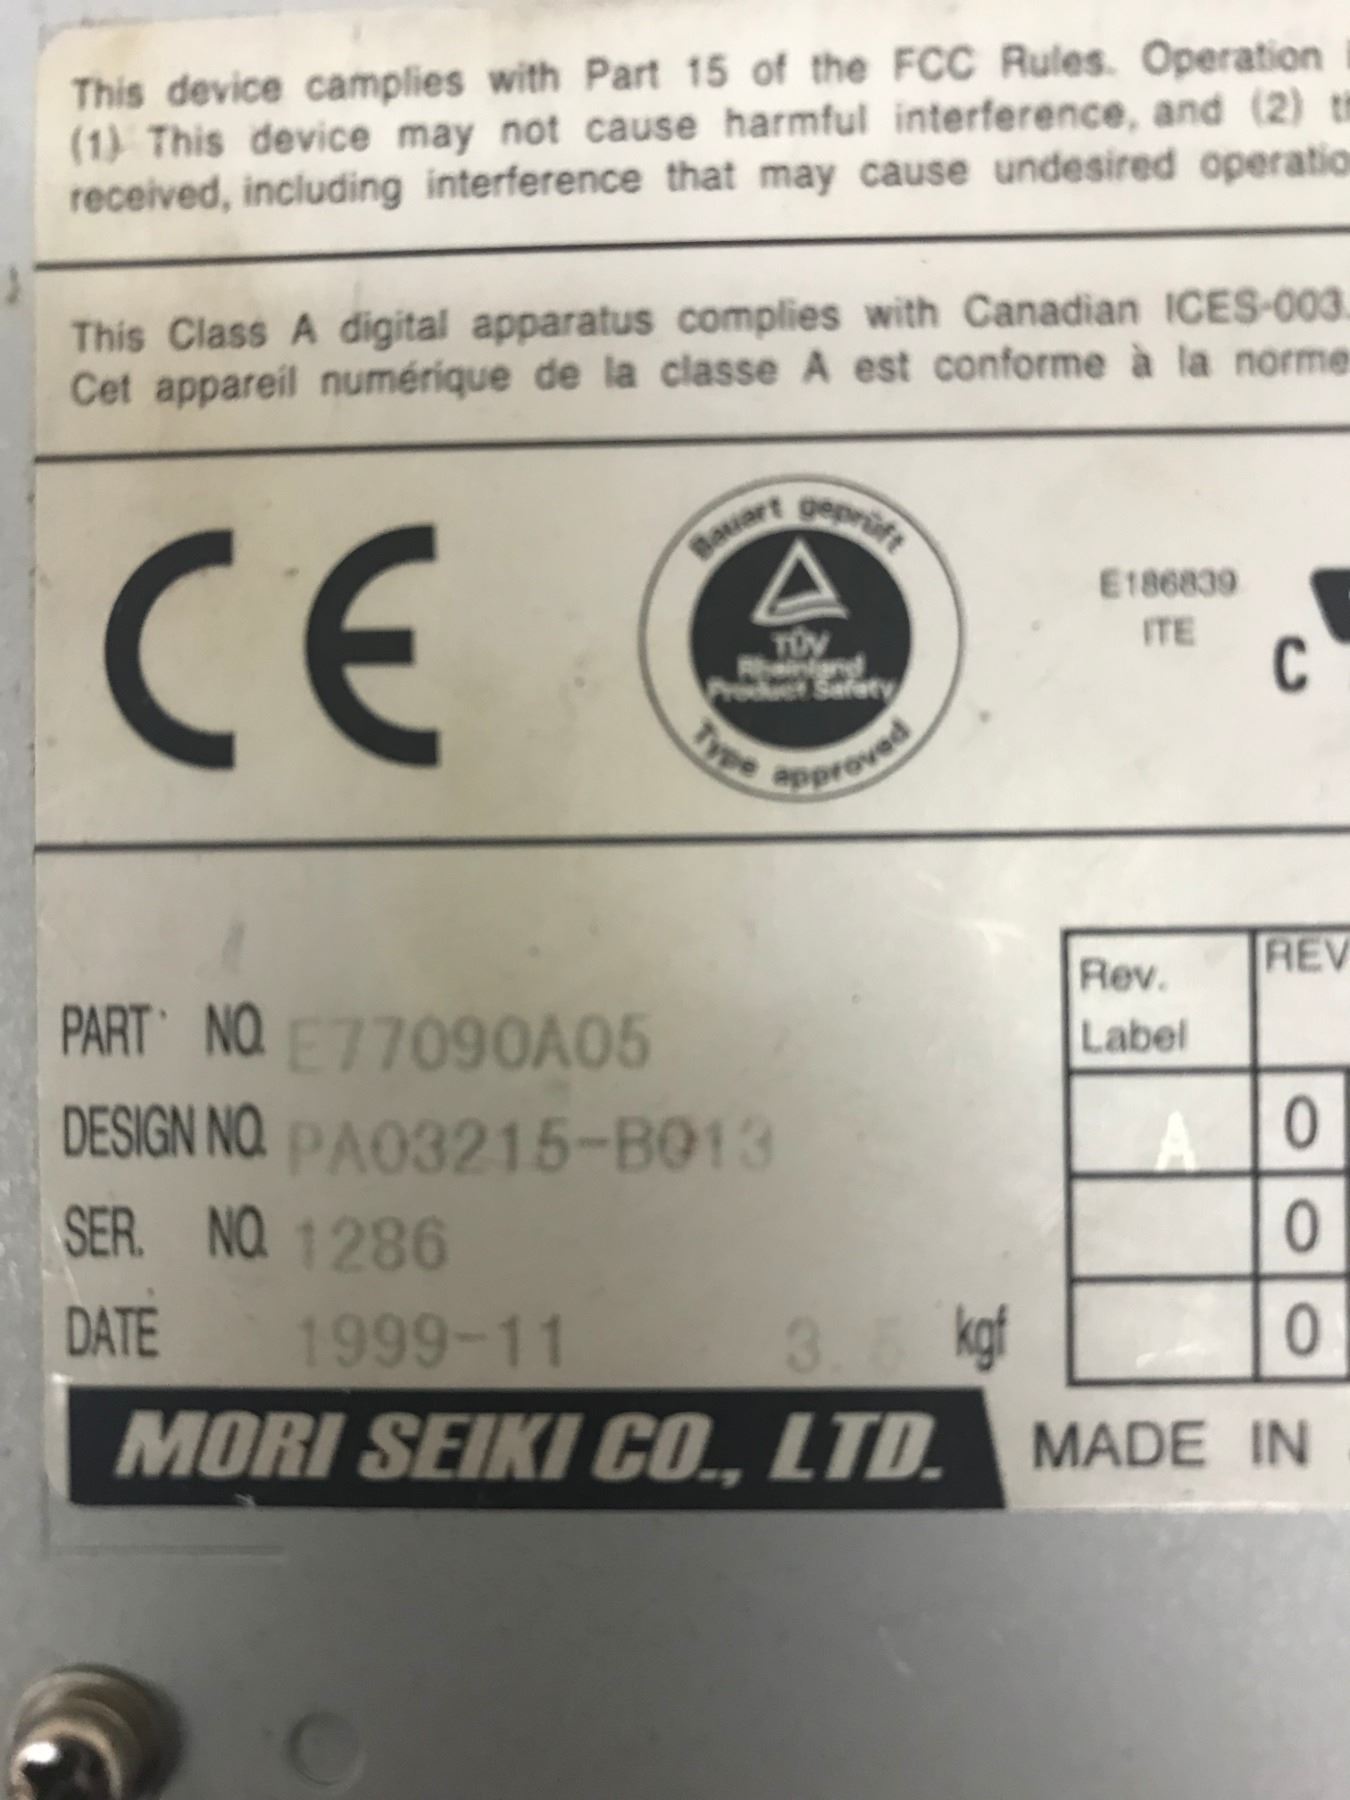 This device camplies with Part 15 of the FCC Rules. Operation
(1) This device may not cause harmful interference, and (2)
received, including interference that may cause undesired operatio
This Class A digital apparatus complies with Canadian ICES-003.
Cet appareil numérique de la classe A est conforme à la norme
CE
Bauart geprüft
TÜV
Rheinland
Product Safety
Type approved
E186839
ITE
C
Rev.
Label
REV
PART NO. E77090A05
A 0
DESIGN NO. PA03215-B013
0
SER. NO. 1286
0
DATE 1999-11 3.5 kgf
MORI SEIKI CO., LTD.
MADE IN